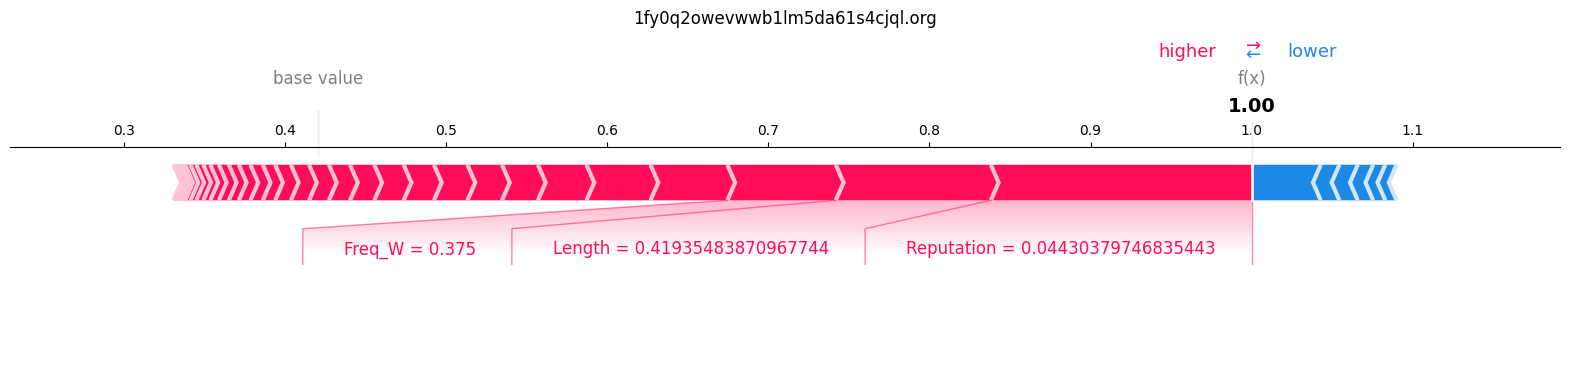 1fy0q2owevwwb1lm5da61s4cjql.org
higher ⇄ lower
base value f(x)
1.00
0.3 0.4 0.5 0.6 0.7 0.8 0.9 1.0 1.1
Freq_W = 0.375 Length = 0.41935483870967744 Reputation = 0.04430379746835443